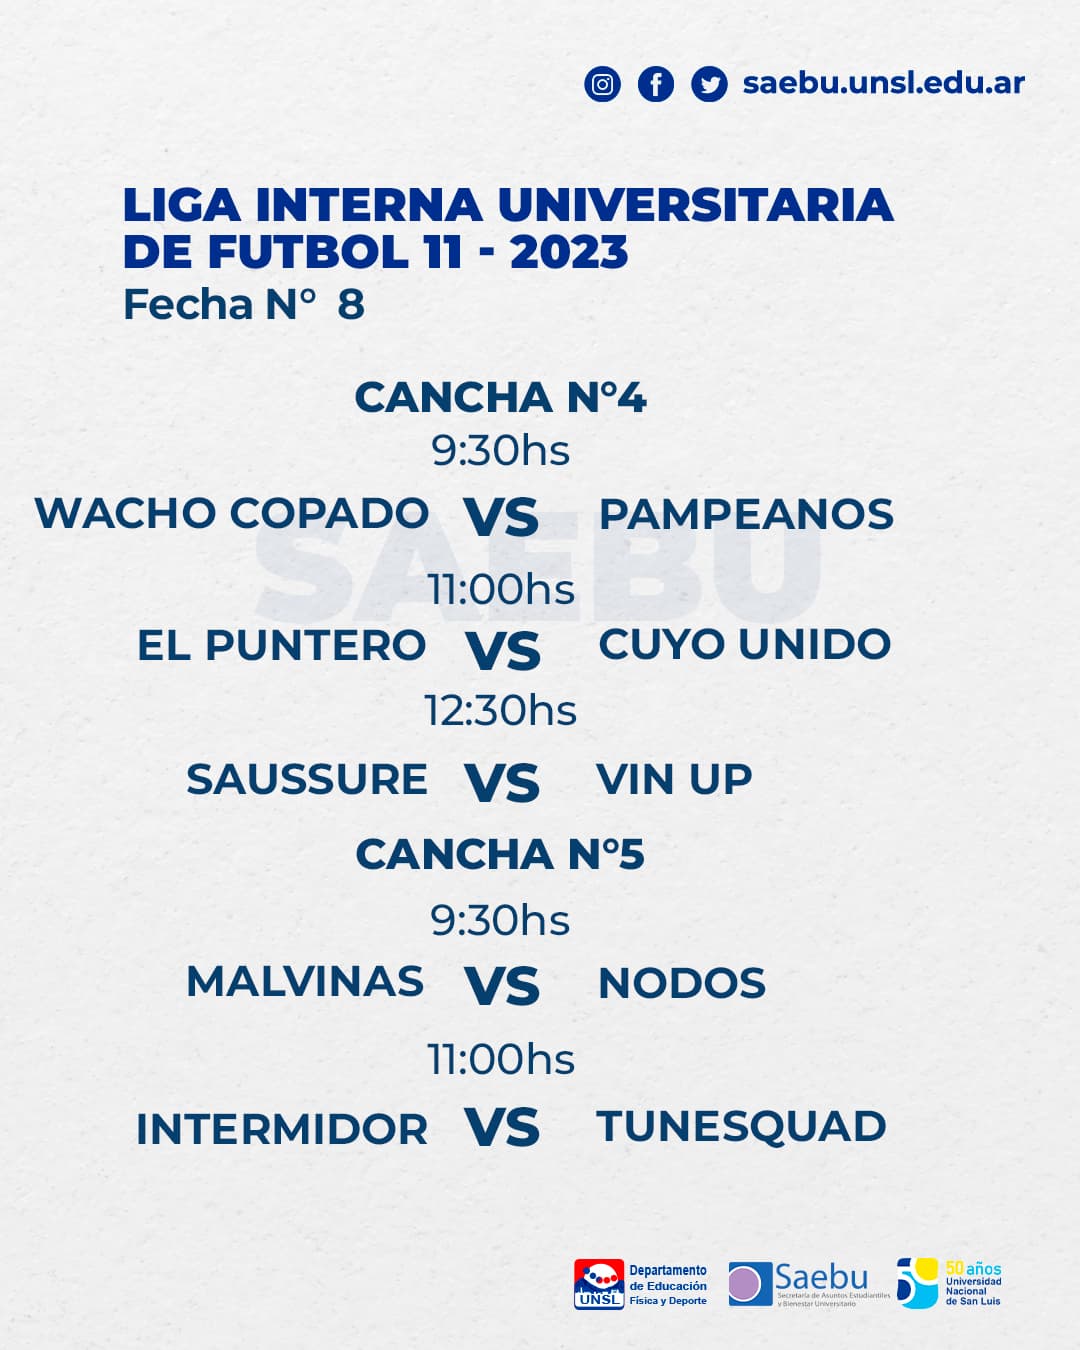 saebu.unsl.edu.ar
LIGA INTERNA UNIVERSITARIA
DE FUTBOL 11 - 2023
Fecha N° 8
CANCHA N°4
9:30hs
WACHO COPADO VS PAMPEANOS
SAEBU
11:00hs
EL PUNTERO VS CUYO UNIDO
12:30hs
SAUSSURE VS VIN UP
CANCHA N°5
9:30hs
MALVINAS VS NODOS
11:00hs
INTERMIDOR VS TUNESQUAD
UNSL
Departamento
de Educación
Física y Deporte
Saebu
Secretaría de Asuntos Estudiantiles
y Bienestar Universitario
50 años
Universidad
Nacional
de San Luis